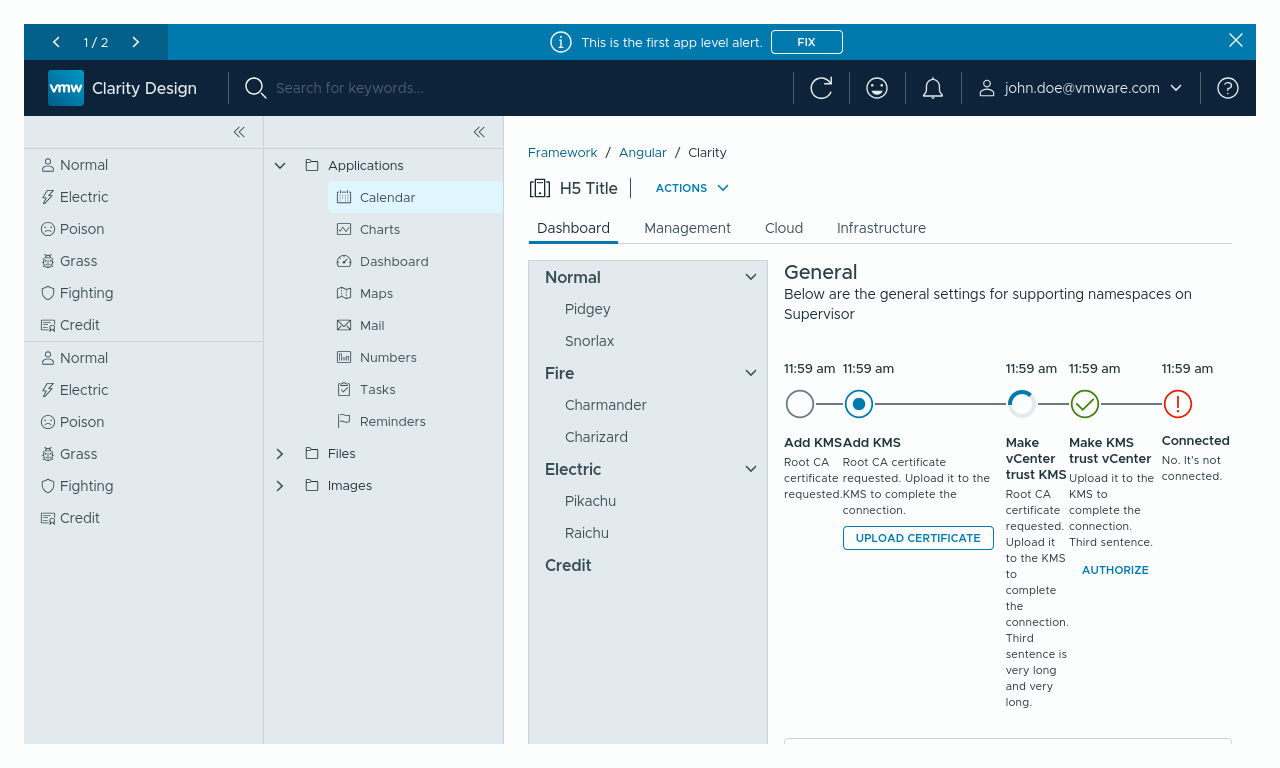 1 / 2
This is the first app level alert.
FIX
vmw
Clarity Design
Search for keywords...
john.doe@vmware.com
Normal
Electric
Poison
Grass
Fighting
Credit
Normal
Electric
Poison
Grass
Fighting
Credit
Applications
Calendar
Charts
Dashboard
Maps
Mail
Numbers
Tasks
Reminders
Files
Images
Framework / Angular / Clarity
H5 Title
ACTIONS
Dashboard Management Cloud Infrastructure
Normal
Pidgey
Snorlax
Fire
Charmander
Charizard
Electric
Pikachu
Raichu
Credit
General
Below are the general settings for supporting namespaces on
Supervisor
11:59 am
Add KMS
Root CA
certificate
requested.
11:59 am
Add KMS
Root CA certificate
requested. Upload it to the
KMS to complete the
connection.
UPLOAD CERTIFICATE
11:59 am
Make
vCenter
trust KMS
Root CA
certificate
requested.
Upload it
to the KMS
to
complete
the
connection.
Third
sentence is
very long
and very
long.
11:59 am
Make KMS
trust vCenter
Upload it to the
KMS to
complete the
connection.
Third sentence.
AUTHORIZE
11:59 am
Connected
No. It's not
connected.